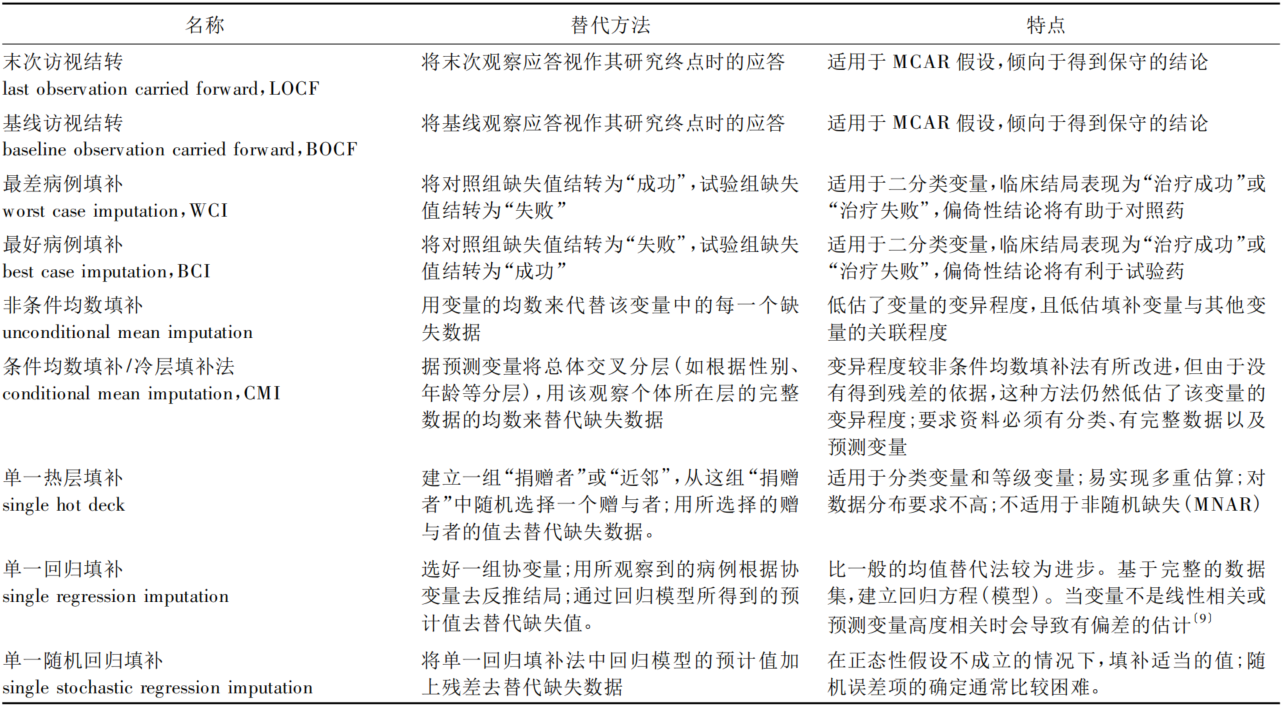 名称 替代方法 特点
末次访视结转 将末次观察应答视作其研究终点时的应答 适用于 MCAR 假设,倾向于得到保守的结论
last observation carried forward,LOCF
基线访视结转 将基线观察应答视作其研究终点时的应答 适用于 MCAR 假设,倾向于得到保守的结论
baseline observation carried forward,BOCF
最差病例填补 将对照组缺失值结转为“成功”,试验组缺失 适用于二分类变量,临床结局表现为“治疗成功”或
worst case imputation,WCI 值结转为“失败” “治疗失败”,偏倚性结论将有助于对照药
最好病例填补 将对照组缺失值结转为“失败”,试验组缺失 适用于二分类变量,临床结局表现为“治疗成功”或
best case imputation,BCI 值结转为“成功” “治疗失败”,偏倚性结论将有利于试验药
非条件均数填补 用变量的均数来代替该变量中的每一个缺 低估了变量的变异程度,且低估填补变量与其他变
unconditional mean imputation 失数据 量的关联程度
条件均数填补/冷层填补法 据预测变量将总体交叉分层(如根据性别、 变异程度较非条件均数填补法有所改进,但由于没
conditional mean imputation,CMI 年龄等分层),用该观察个体所在层的完整 有得到残差的依据,这种方法仍然低估了该变量的
数据的均数来替代缺失数据 变异程度;要求资料必须有分类、有完整数据以及
预测变量
单一热层填补 建立一组“捐赠者”或“近邻”,从这组“捐赠 适用于分类变量和等级变量;易实现多重估算;对
single hot deck 者”中随机选择一个赠与者;用所选择的赠 数据分布要求不高;不适用于非随机缺失(MNAR)
与者的值去替代缺失数据。
单一回归填补 选好一组协变量;用所观察到的病例根据协 比一般的均值替代法较为进步。基于完整的数据
single regression imputation 变量去反推结局;通过回归模型所得到的预 集,建立回归方程(模型)。当变量不是线性相关或
计值去替代缺失值。 预测变量高度相关时会导致有偏差的估计〔9〕
单一随机回归填补 将单一回归填补法中回归模型的预计值加 在正态性假设不成立的情况下,填补适当的值;随
single stochastic regression imputation 上残差去替代缺失数据 机误差项的确定通常比较困难。